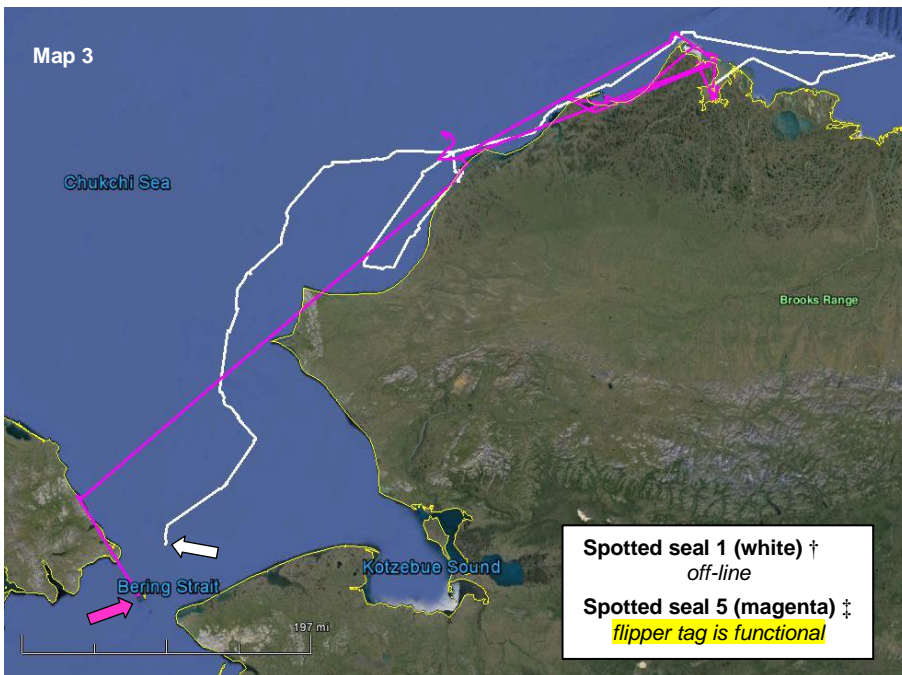 Map 3
Chukchi Sea
Brooks Range
Kotzebue Sound
Bering Strait
197 mi
Spotted seal 1 (white) †
off-line
Spotted seal 5 (magenta) ‡
flipper tag is functional